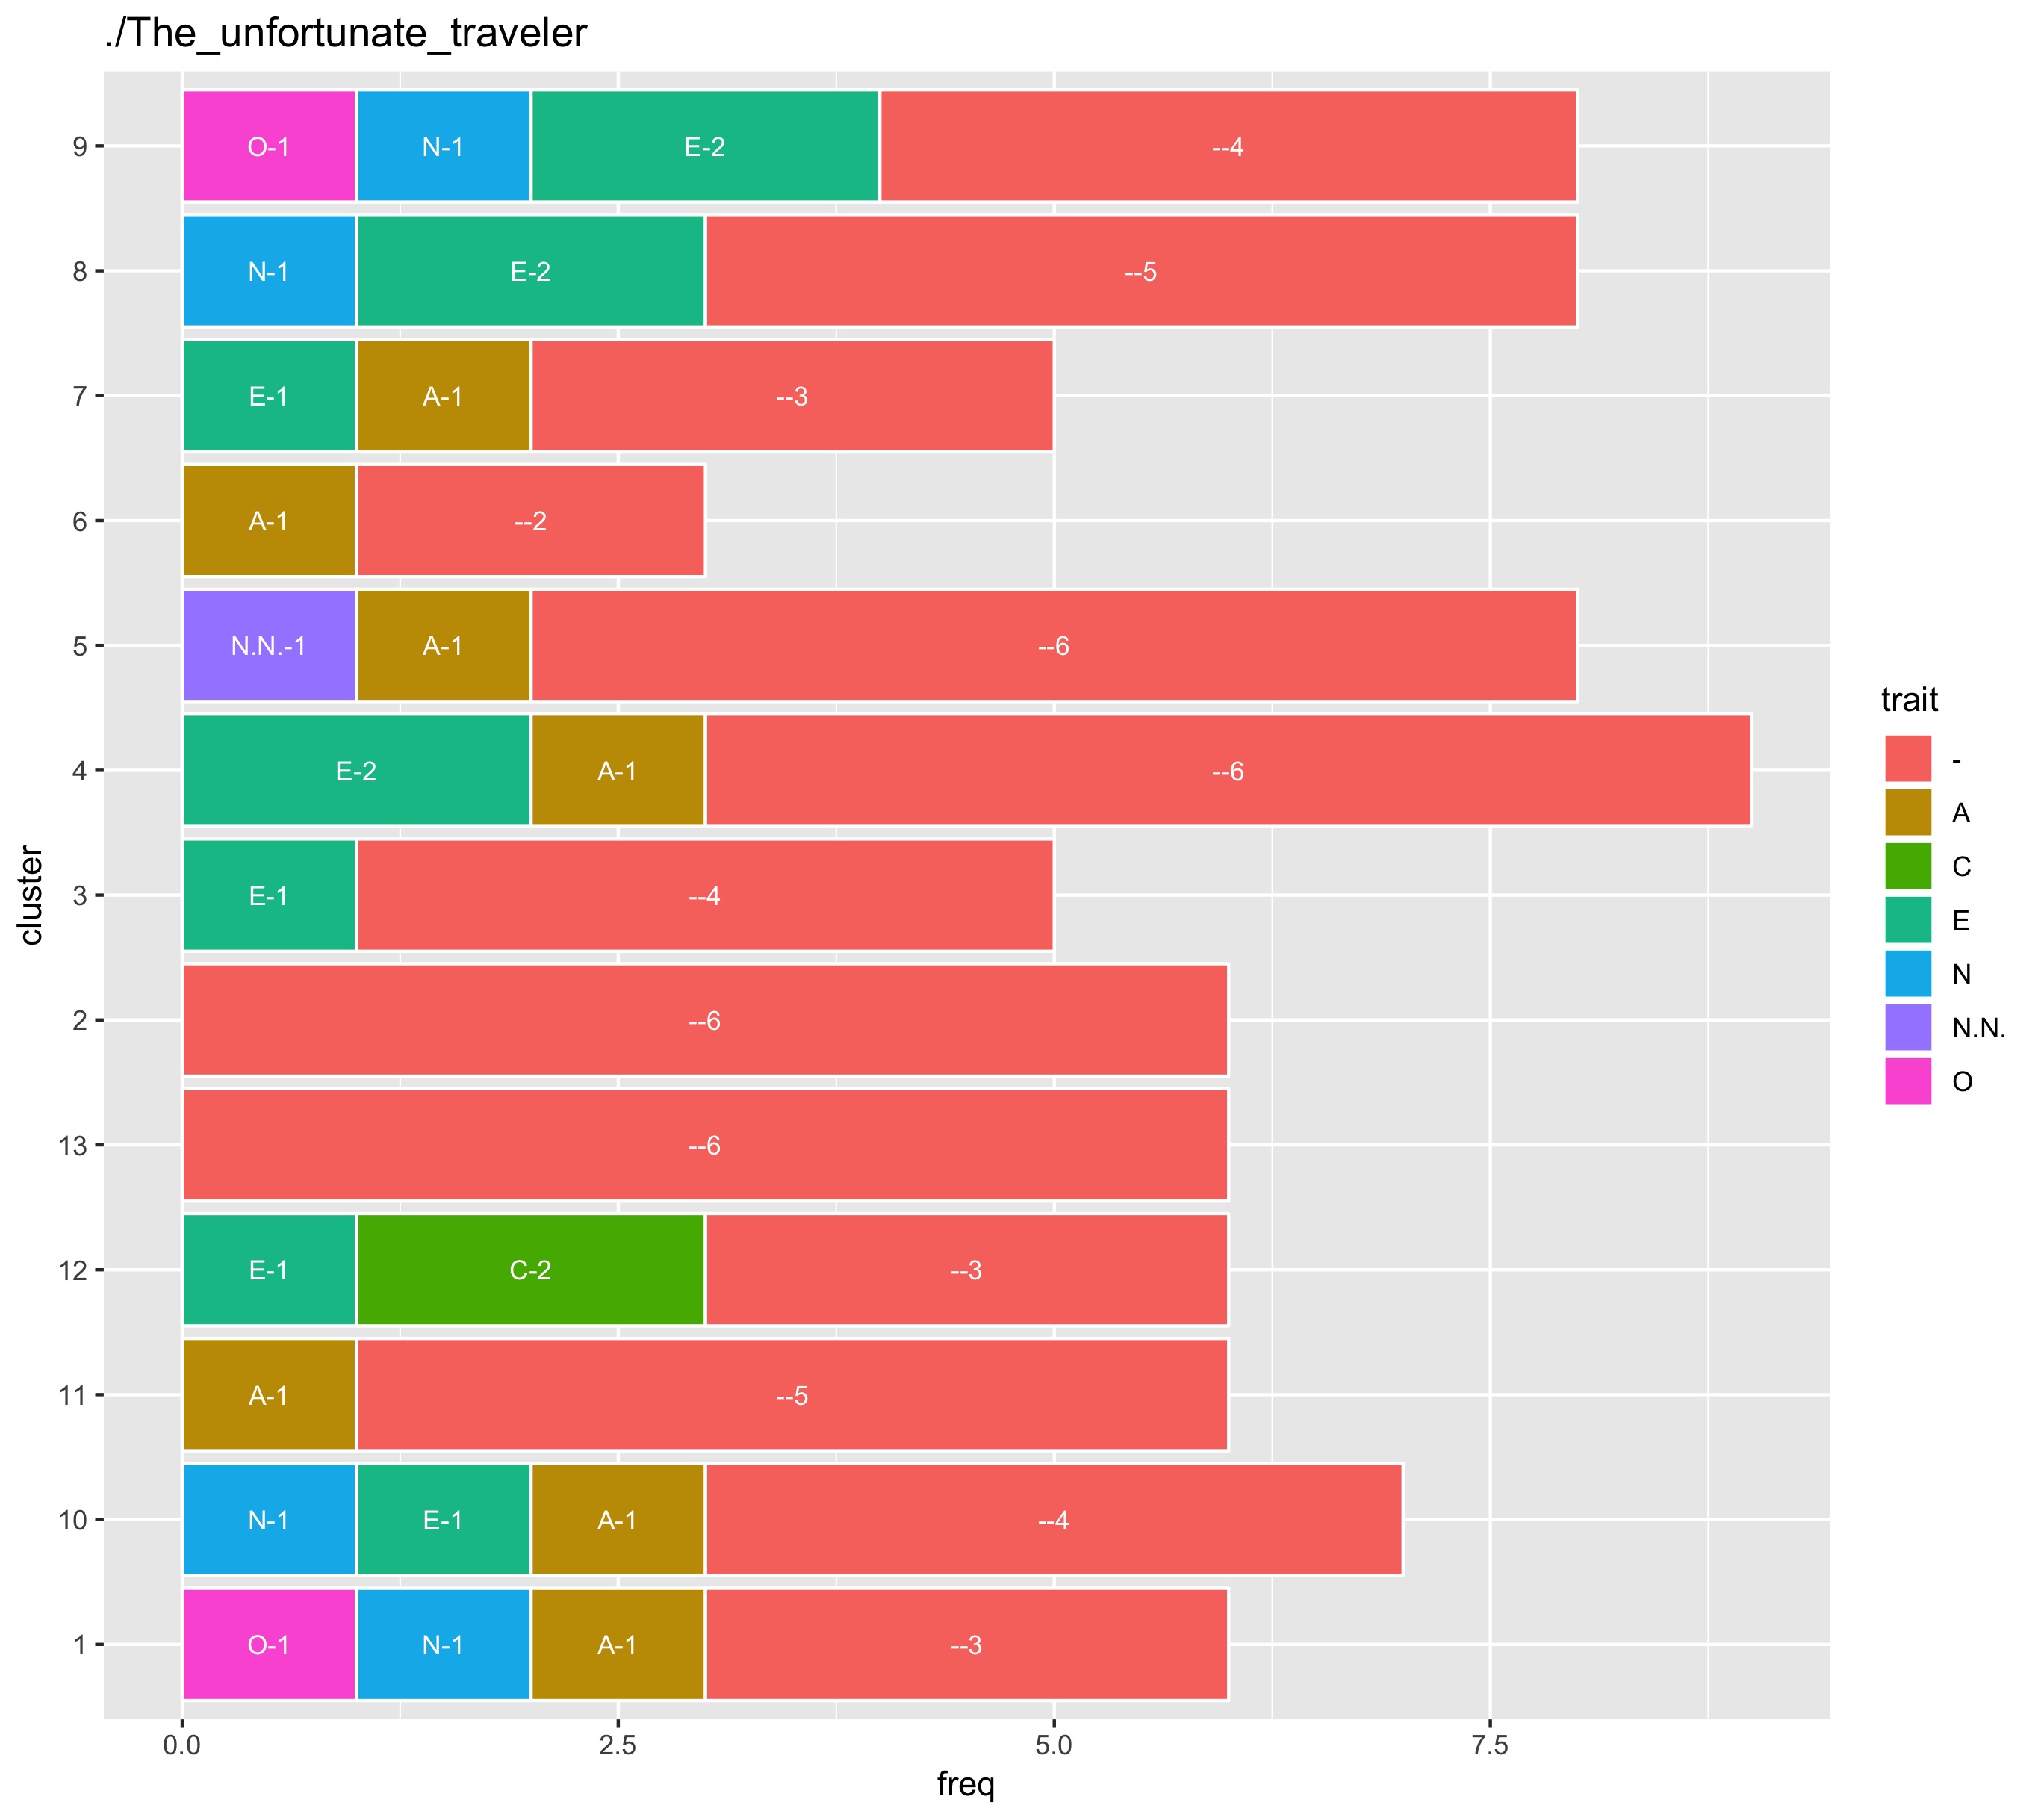 ./The_unfortunate_traveler
9
O-1 N-1 E-2 --4
8
N-1 E-2 --5
7
E-1 A-1 --3
6
A-1 --2
5
N.N.-1 A-1 --6
4
E-2 A-1 --6
3
E-1 --4
2
--6
13
--6
12
E-1 C-2 --3
11
A-1 --5
10
N-1 E-1 A-1 --4
1
O-1 N-1 A-1 --3
cluster
0.0 2.5 5.0 7.5
freq
trait
-
A
C
E
N
N.N.
O